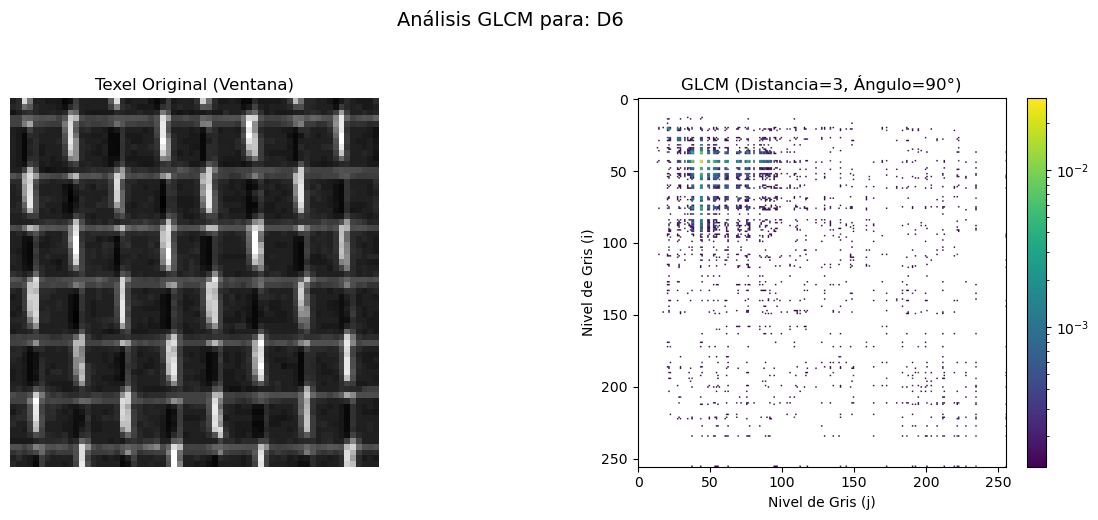 Análisis GLCM para: D6
Texel Original (Ventana)
GLCM (Distancia=3, Ángulo=90°)
0
50
100
150
200
250
Nivel de Gris (i)
0
50
100
150
200
250
Nivel de Gris (j)
10⁻²
10⁻³